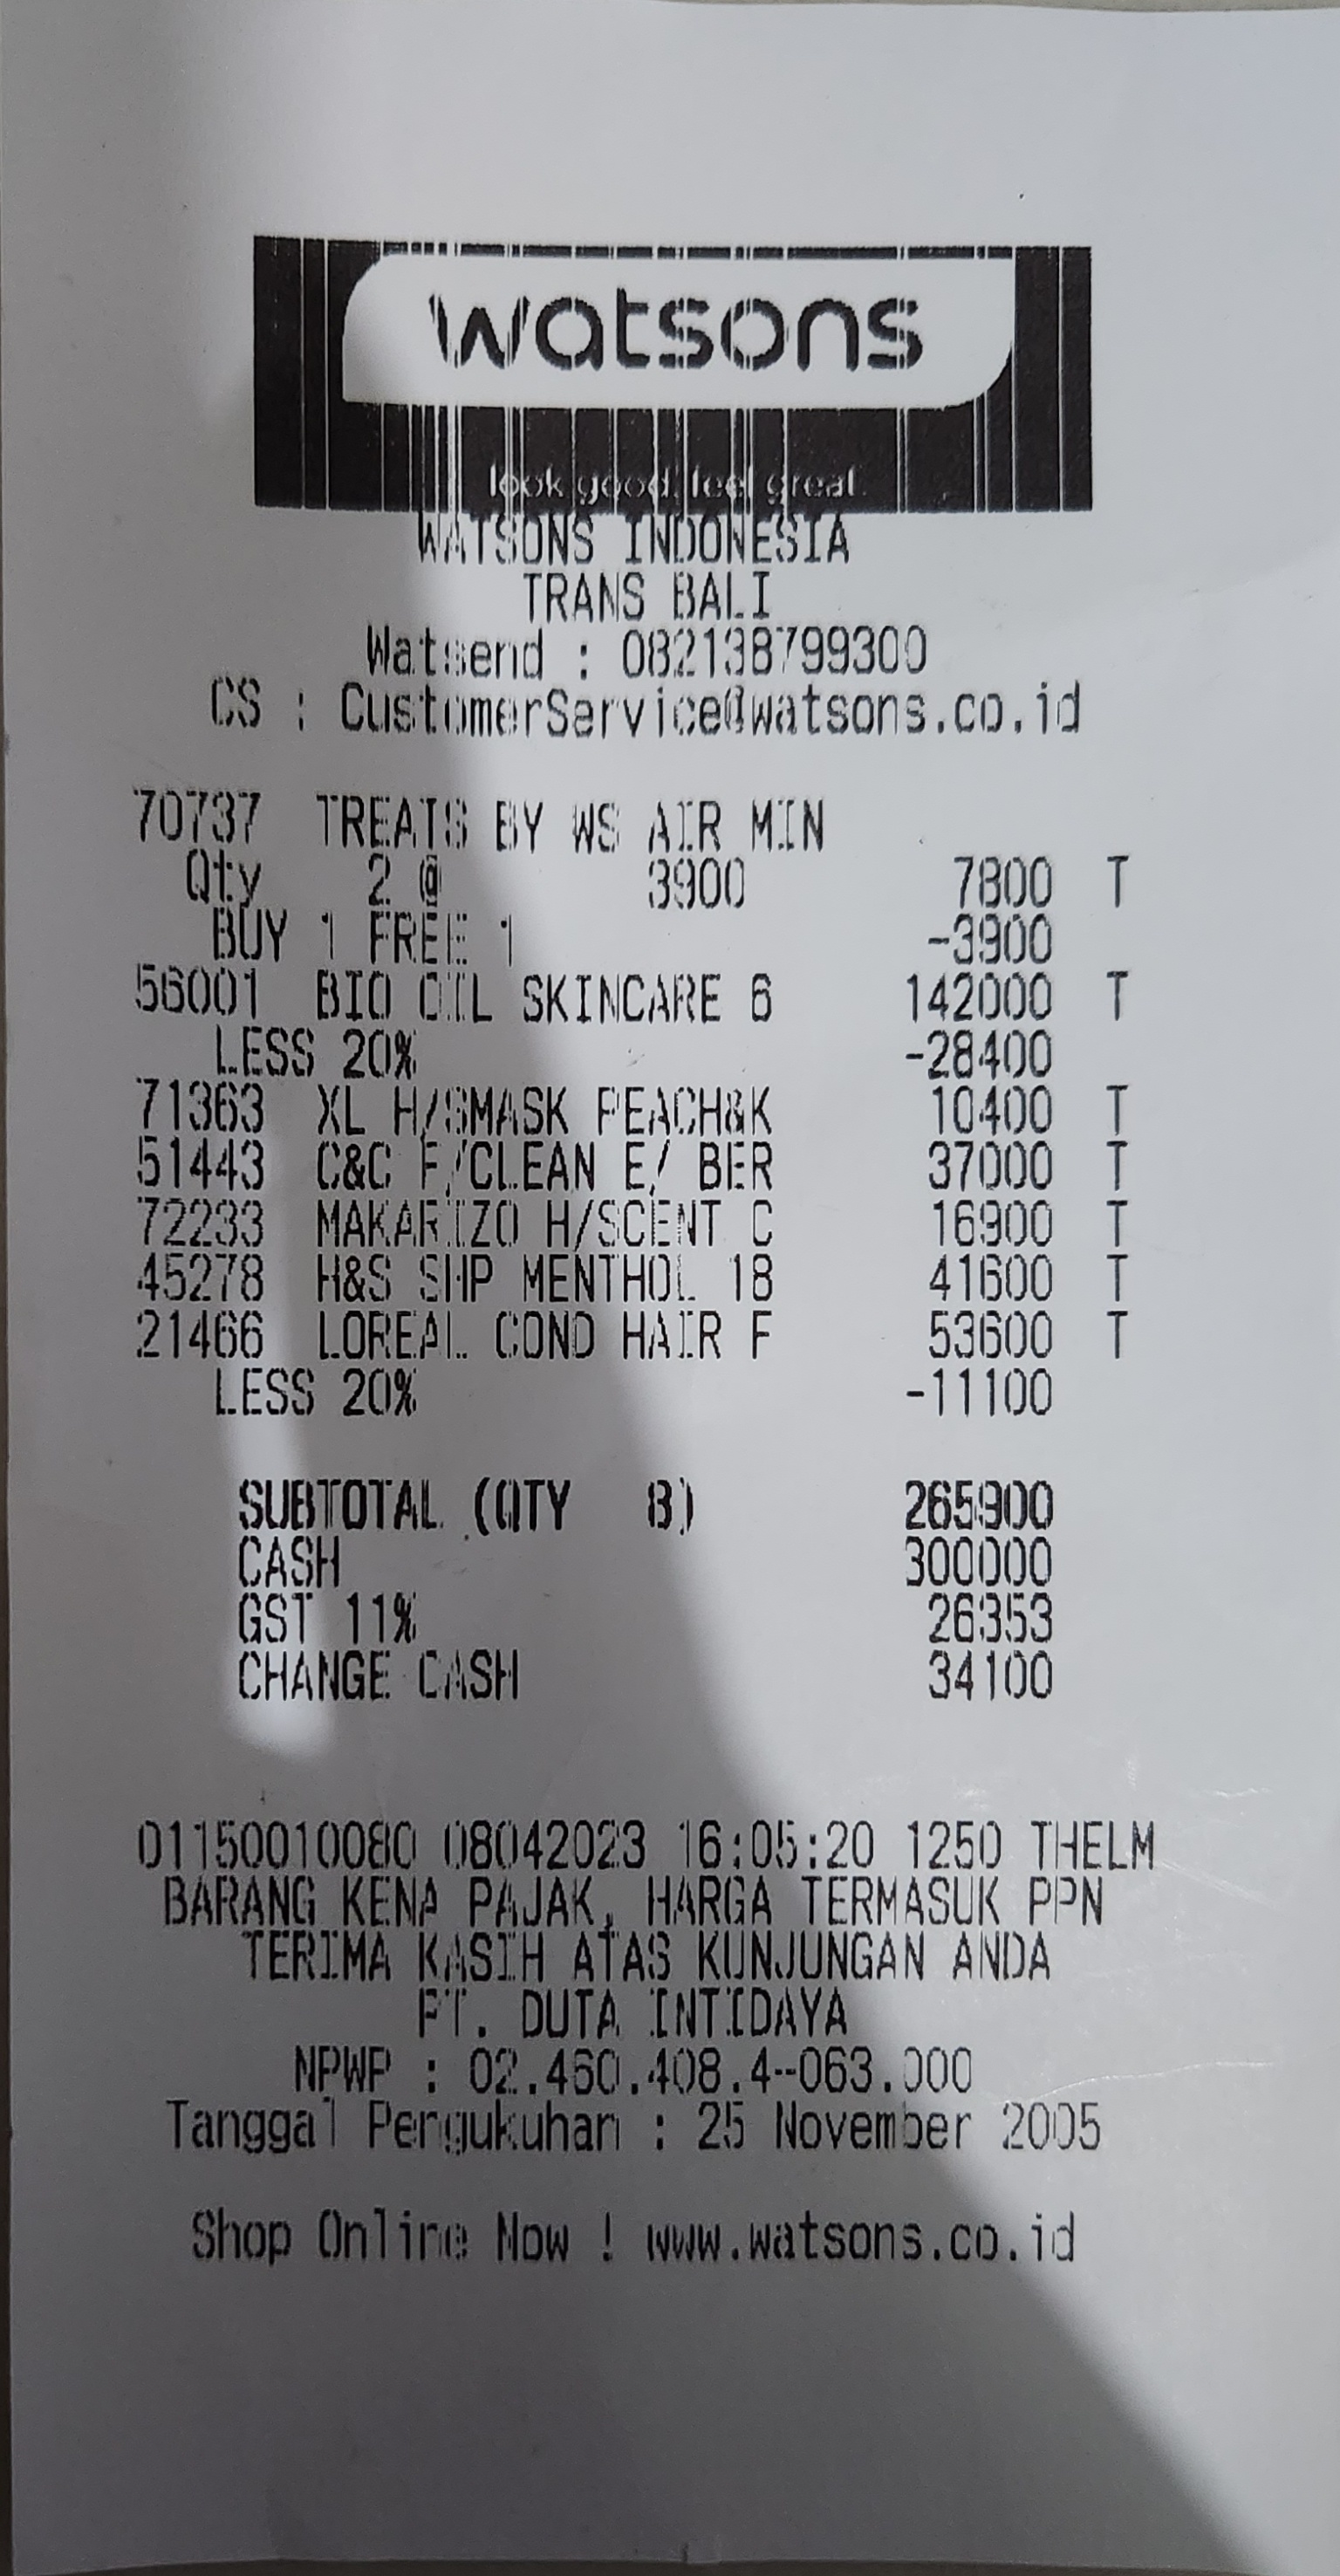 watsons
look good, feel great.
WATSONS INDONESIA
TRANS BALI
Watsend : 082138799300
CS : CustomerService@watsons.co.id
70737 TREATS BY WS AIR MIN
Qty 2 @ 3900 7800 T
BUY 1 FREE 1 -3900
56001 BIO OIL SKINCARE 6 142000 T
LESS 20% -28400
71363 XL H/SMASK PEACH&K 10400 T
51443 C&C F/CLEAN E/ BER 37000 T
72233 MAKARIZO H/SCENT C 16900 T
45278 H&S SHP MENTHOL 18 41600 T
21466 LOREAL COND HAIR F 53600 T
LESS 20% -11100
SUBTOTAL (QTY 8) 265900
CASH 300000
GST 11% 26353
CHANGE CASH 34100
01150010080 08042023 16:05:20 1250 THELM
BARANG KENA PAJAK, HARGA TERMASUK PPN
TERIMA KASIH ATAS KUNJUNGAN ANDA
PT. DUTA INTIDAYA
NPWP : 02.460.408.4-063.000
Tanggal Pengukuhan : 25 November 2005
Shop Online Now ! www.watsons.co.id